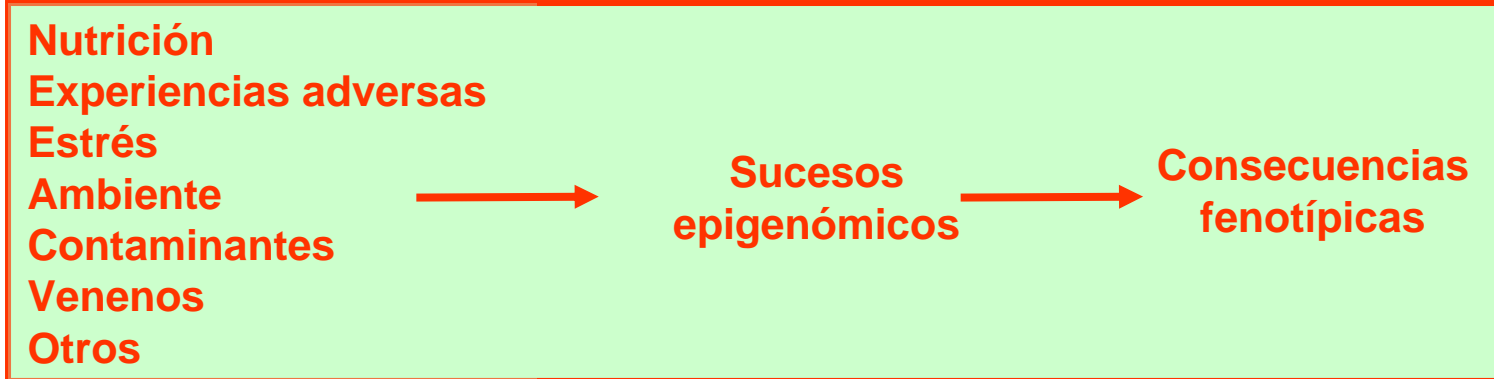 Nutrición
Experiencias adversas
Estrés
Ambiente
Contaminantes
Venenos
Otros
Sucesos
epigenómicos
Consecuencias
fenotípicas